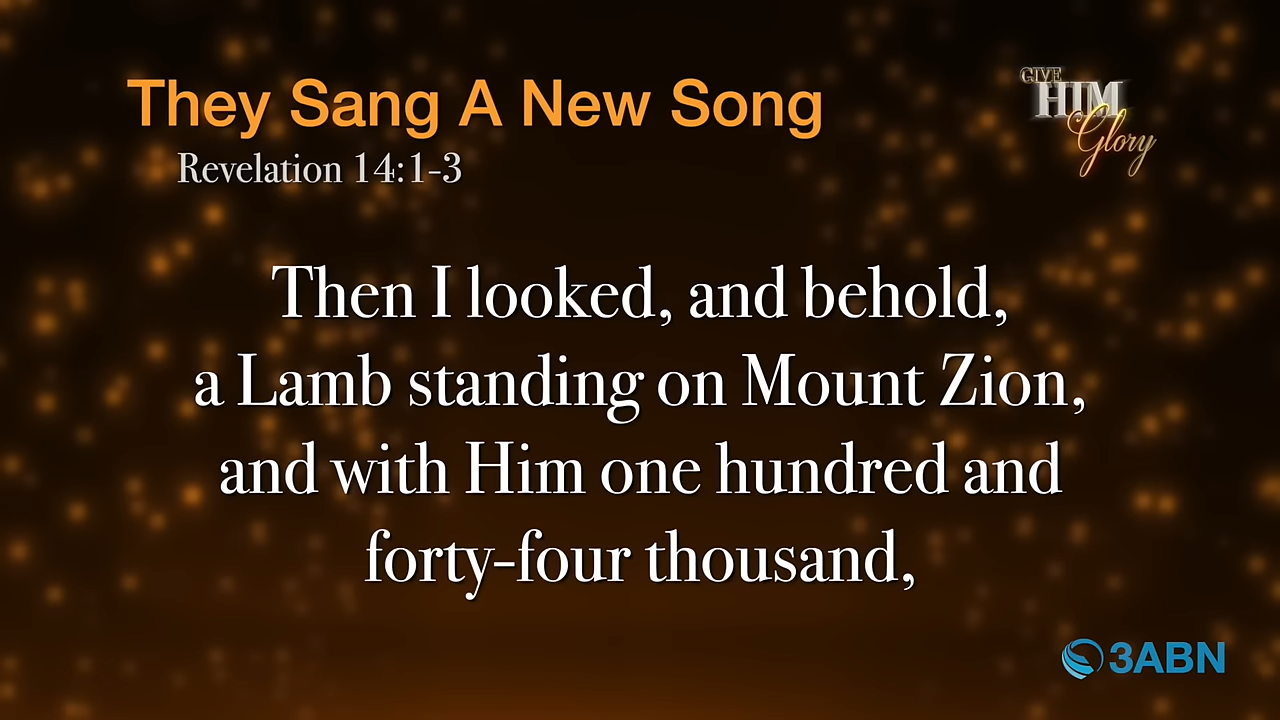 They Sang A New Song
GIVE
HIM
Glory
Revelation 14:1-3
Then I looked, and behold,
a Lamb standing on Mount Zion,
and with Him one hundred and
forty-four thousand,
3ABN